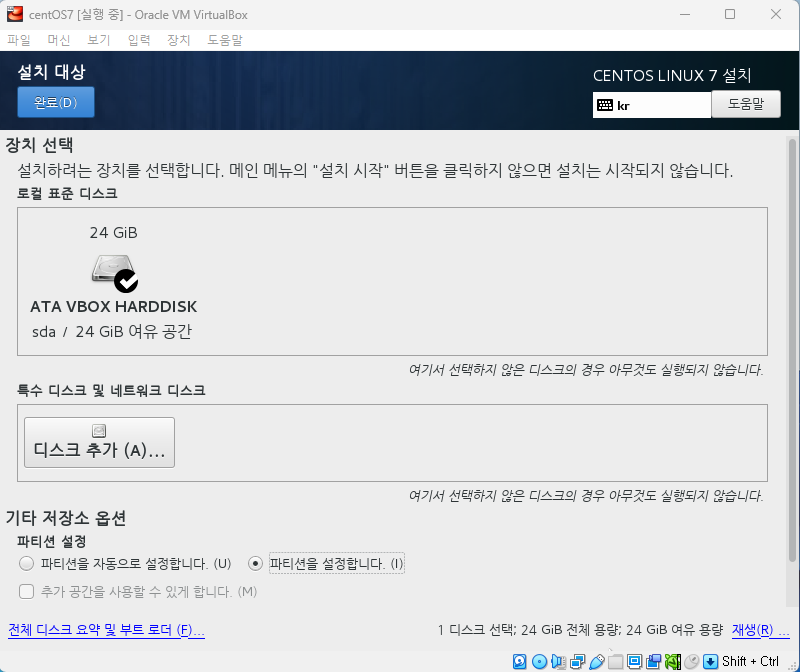 centOS7 [실행 중] - Oracle VM VirtualBox
파일 머신 보기 입력 장치 도움말
설치 대상
CENTOS LINUX 7 설치
완료(D)
kr
도움말
장치 선택
설치하려는 장치를 선택합니다. 메인 메뉴의 "설치 시작" 버튼을 클릭하지 않으면 설치는 시작되지 않습니다.
로컬 표준 디스크
24 GiB
ATA VBOX HARDDISK
sda / 24 GiB 여유 공간
여기서 선택하지 않은 디스크의 경우 아무것도 실행되지 않습니다.
특수 디스크 및 네트워크 디스크
디스크 추가 (A)...
여기서 선택하지 않은 디스크의 경우 아무것도 실행되지 않습니다.
기타 저장소 옵션
파티션 설정
파티션을 자동으로 설정합니다. (U) 파티션을 설정합니다. (I)
추가 공간을 사용할 수 있게 합니다. (M)
전체 디스크 요약 및 부트 로더 (F)... 1 디스크 선택; 24 GiB 전체 용량; 24 GiB 여유 용량 재생(R) ...
Shift + Ctrl